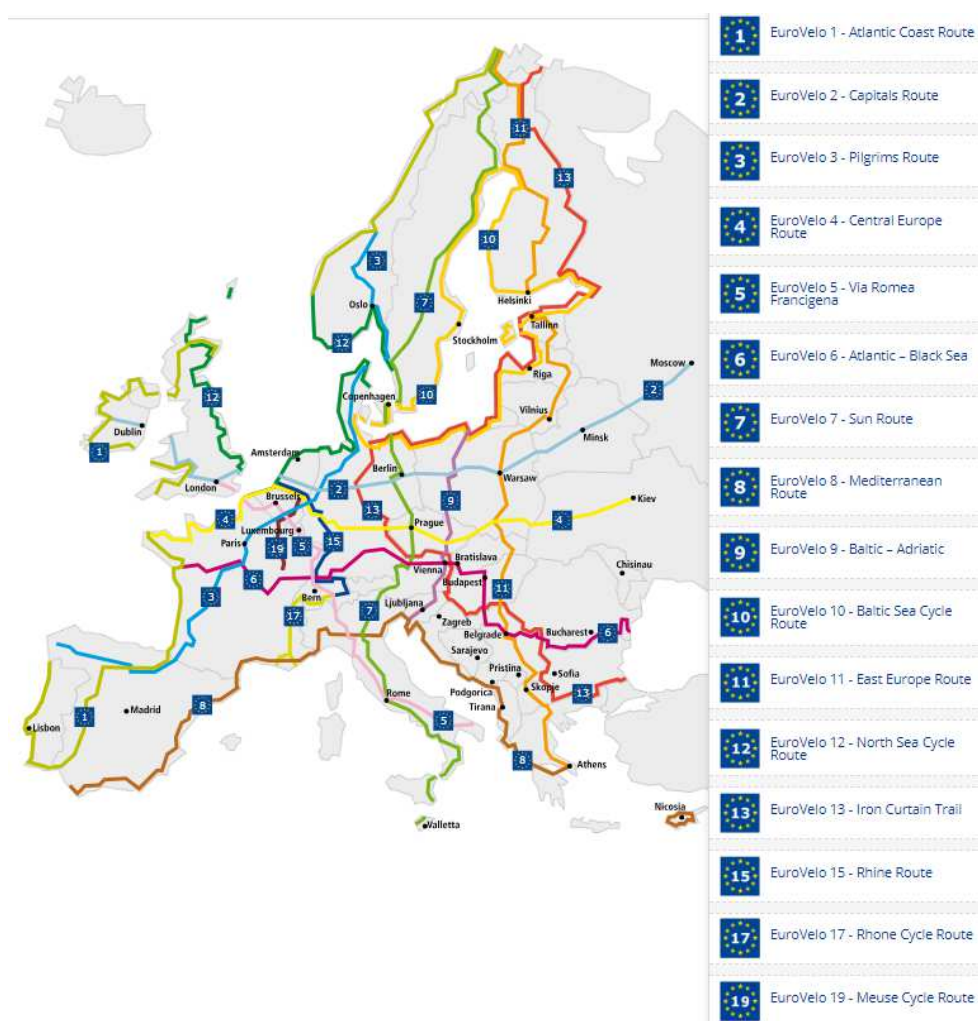 11
13
3
10
Oslo
Helsinki
7
Tallinn
12
Stockholm
Moscow
Riga
2
12
10
Copenhagen
Vilnius
Dublin
Minsk
1
Amsterdam
Berlin
Warsaw
London
2
Brussels
9
Kiev
4
13
4
Luxembourg
Prague
Paris
19
5
15
Bratislava
Vienna
Chisinau
6
Budapest
Bern
11
3
17
7
Ljubljana
Zagreb
Belgrade
Bucharest
6
Sarajevo
Pristina
Sofia
8
Rome
Podgorica
Skopje
13
Madrid
Tirana
1
5
Lisbon
8
Athens
Nicosia
Valletta
1
EuroVelo 1 - Atlantic Coast Route
2
EuroVelo 2 - Capitals Route
3
EuroVelo 3 - Pilgrims Route
4
EuroVelo 4 - Central Europe
Route
5
EuroVelo 5 - Via Romea
Francigena
6
EuroVelo 6 - Atlantic – Black Sea
7
EuroVelo 7 - Sun Route
8
EuroVelo 8 - Mediterranean
Route
9
EuroVelo 9 - Baltic – Adriatic
10
EuroVelo 10 - Baltic Sea Cycle
Route
11
EuroVelo 11 - East Europe Route
12
EuroVelo 12 - North Sea Cycle
Route
13
EuroVelo 13 - Iron Curtain Trail
15
EuroVelo 15 - Rhine Route
17
EuroVelo 17 - Rhone Cycle Route
19
EuroVelo 19 - Meuse Cycle Route